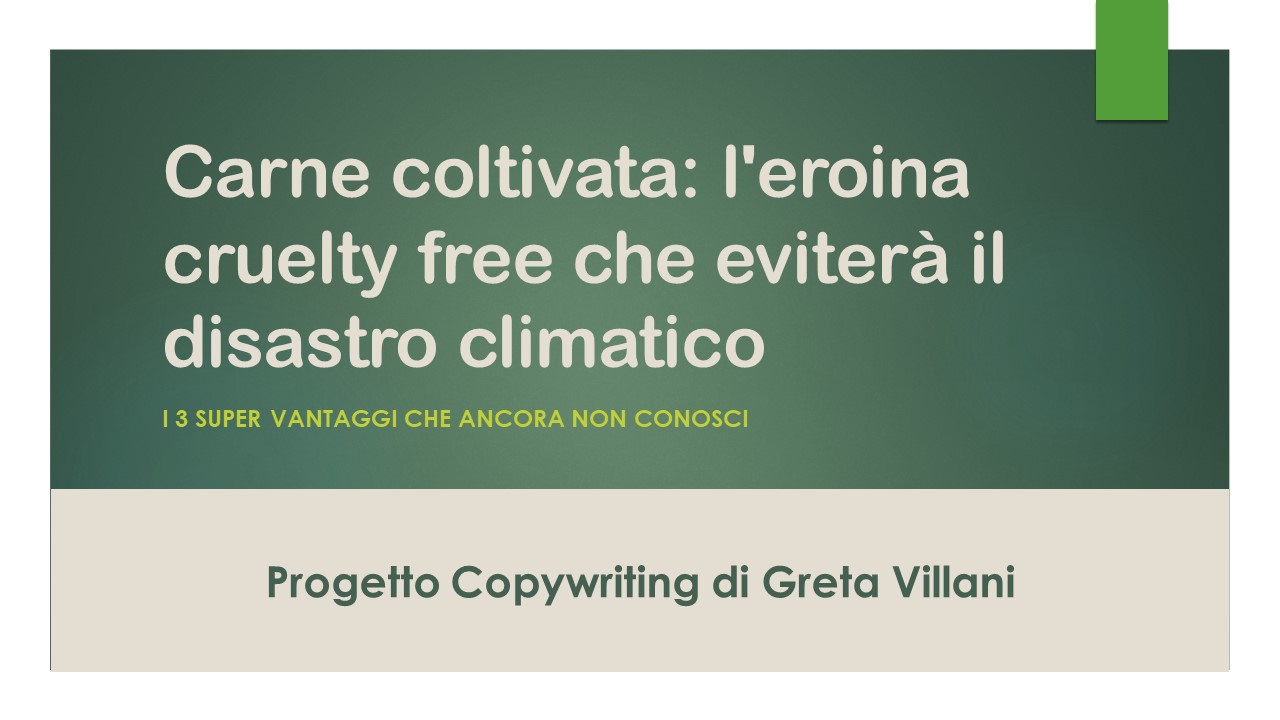 Carne coltivata: l'eroina
cruelty free che eviterà il
disastro climatico
I 3 SUPER VANTAGGI CHE ANCORA NON CONOSCI
Progetto Copywriting di Greta Villani